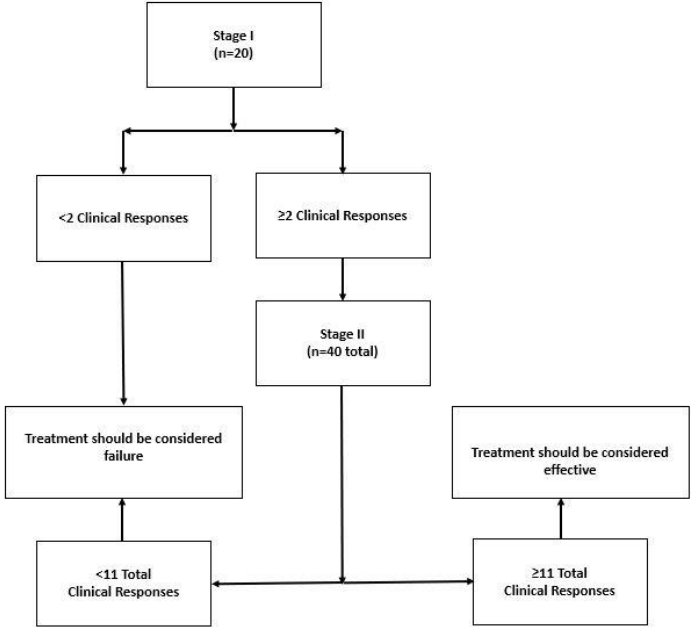 Stage I
(n=20)
<2 Clinical Responses
≥2 Clinical Responses
Stage II
(n=40 total)
Treatment should be considered
failure
Treatment should be considered
effective
<11 Total
Clinical Responses
≥11 Total
Clinical Responses